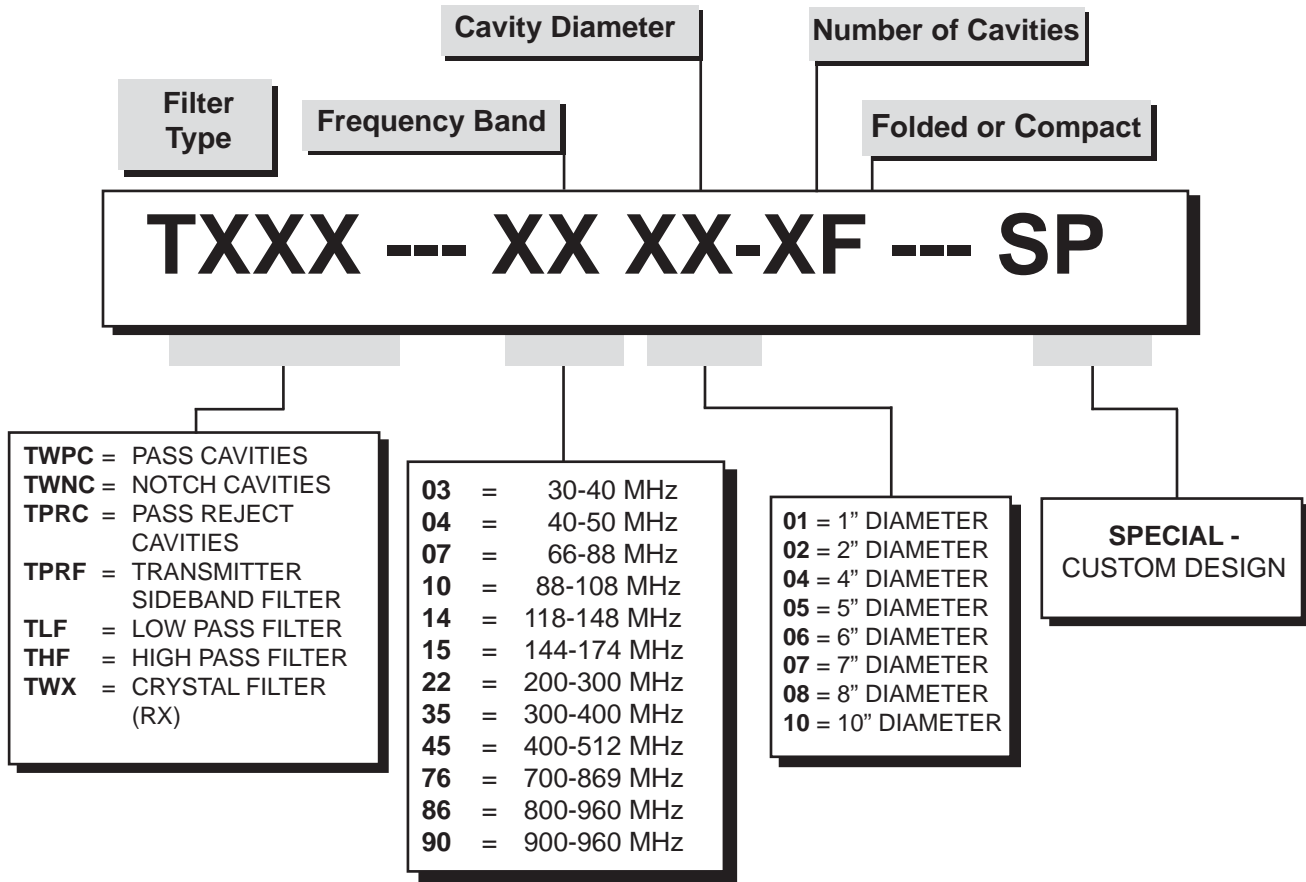 Cavity Diameter
Number of Cavities
Filter
Type
Frequency Band
Folded or Compact
TXXX --- XX XX-XF --- SP
TWPC = PASS CAVITIES
TWNC = NOTCH CAVITIES
TPRC = PASS REJECT
CAVITIES
TPRF = TRANSMITTER
SIDEBAND FILTER
TLF = LOW PASS FILTER
THF = HIGH PASS FILTER
TWX = CRYSTAL FILTER
(RX)
03 = 30-40 MHz
04 = 40-50 MHz
07 = 66-88 MHz
10 = 88-108 MHz
14 = 118-148 MHz
15 = 144-174 MHz
22 = 200-300 MHz
35 = 300-400 MHz
45 = 400-512 MHz
76 = 700-869 MHz
86 = 800-960 MHz
90 = 900-960 MHz
01 = 1” DIAMETER
02 = 2” DIAMETER
04 = 4” DIAMETER
05 = 5” DIAMETER
06 = 6” DIAMETER
07 = 7” DIAMETER
08 = 8” DIAMETER
10 = 10” DIAMETER
SPECIAL -
CUSTOM DESIGN